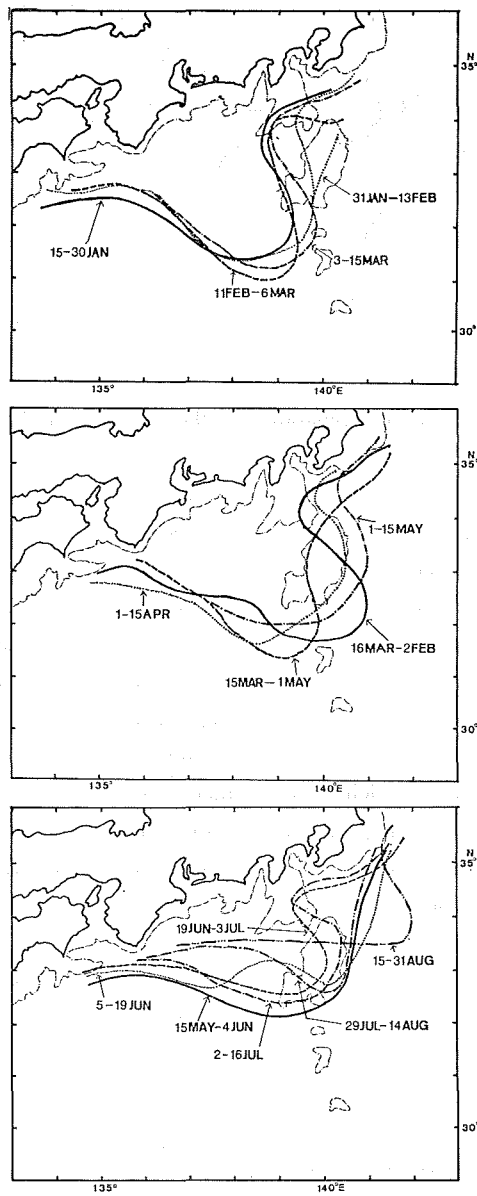 35°
N
31JAN-13FEB
3-15MAR
15-30JAN
11FEB-6MAR
30°
135°
140°E
N
35°
1-15MAY
1-15APR
16MAR-2FEB
15MAR-1MAY
30°
135°
140°E
N
35°
19JUN-3JUL
15-31AUG
5-19JUN
15MAY-4JUN
29JUL-14AUG
2-16JUL
30°
135°
140°E